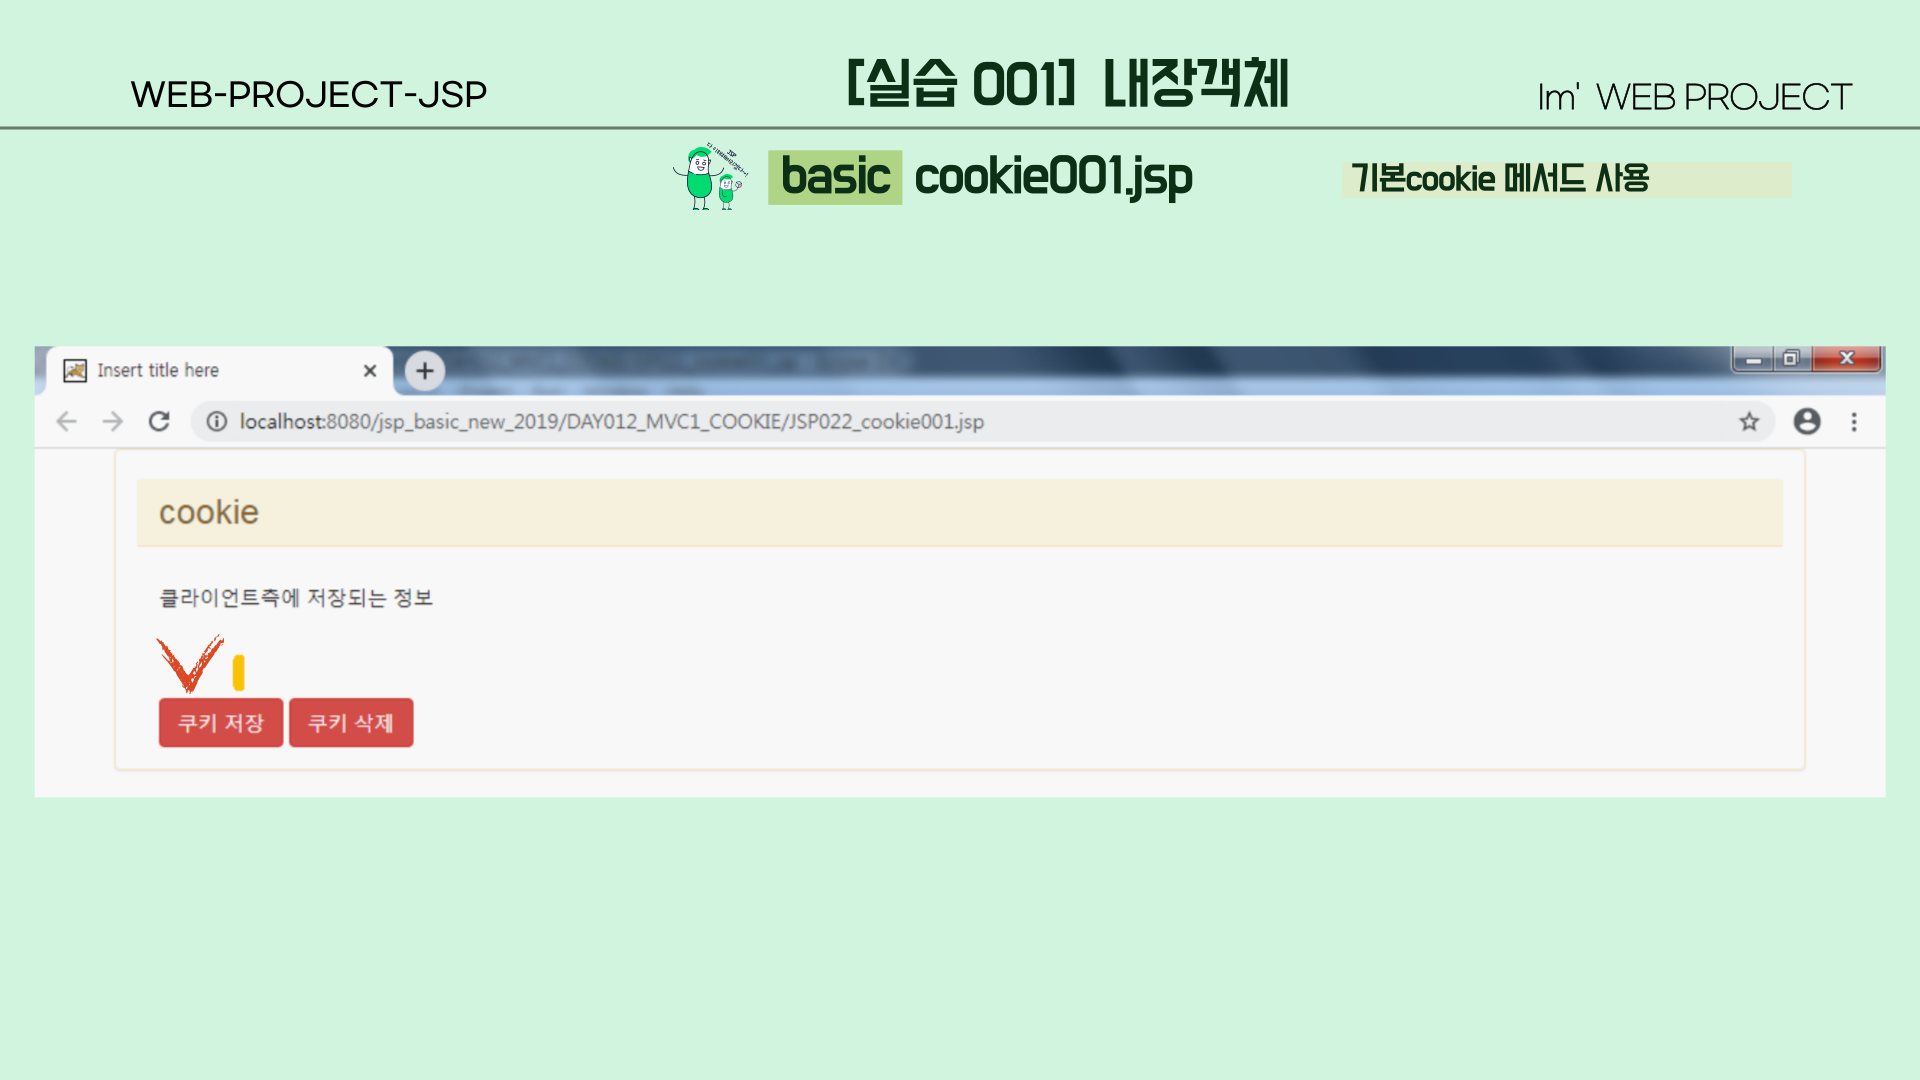 WEB-PROJECT-JSP
[실습 001] 내장객체
Im' WEB PROJECT
basic cookie001.jsp
기본cookie 메서드 사용
Insert title here
localhost:8080/jsp_basic_new_2019/DAY012_MVC1_COOKIE/JSP022_cookie001.jsp
cookie
클라이언트측에 저장되는 정보
1
쿠키 저장 쿠키 삭제